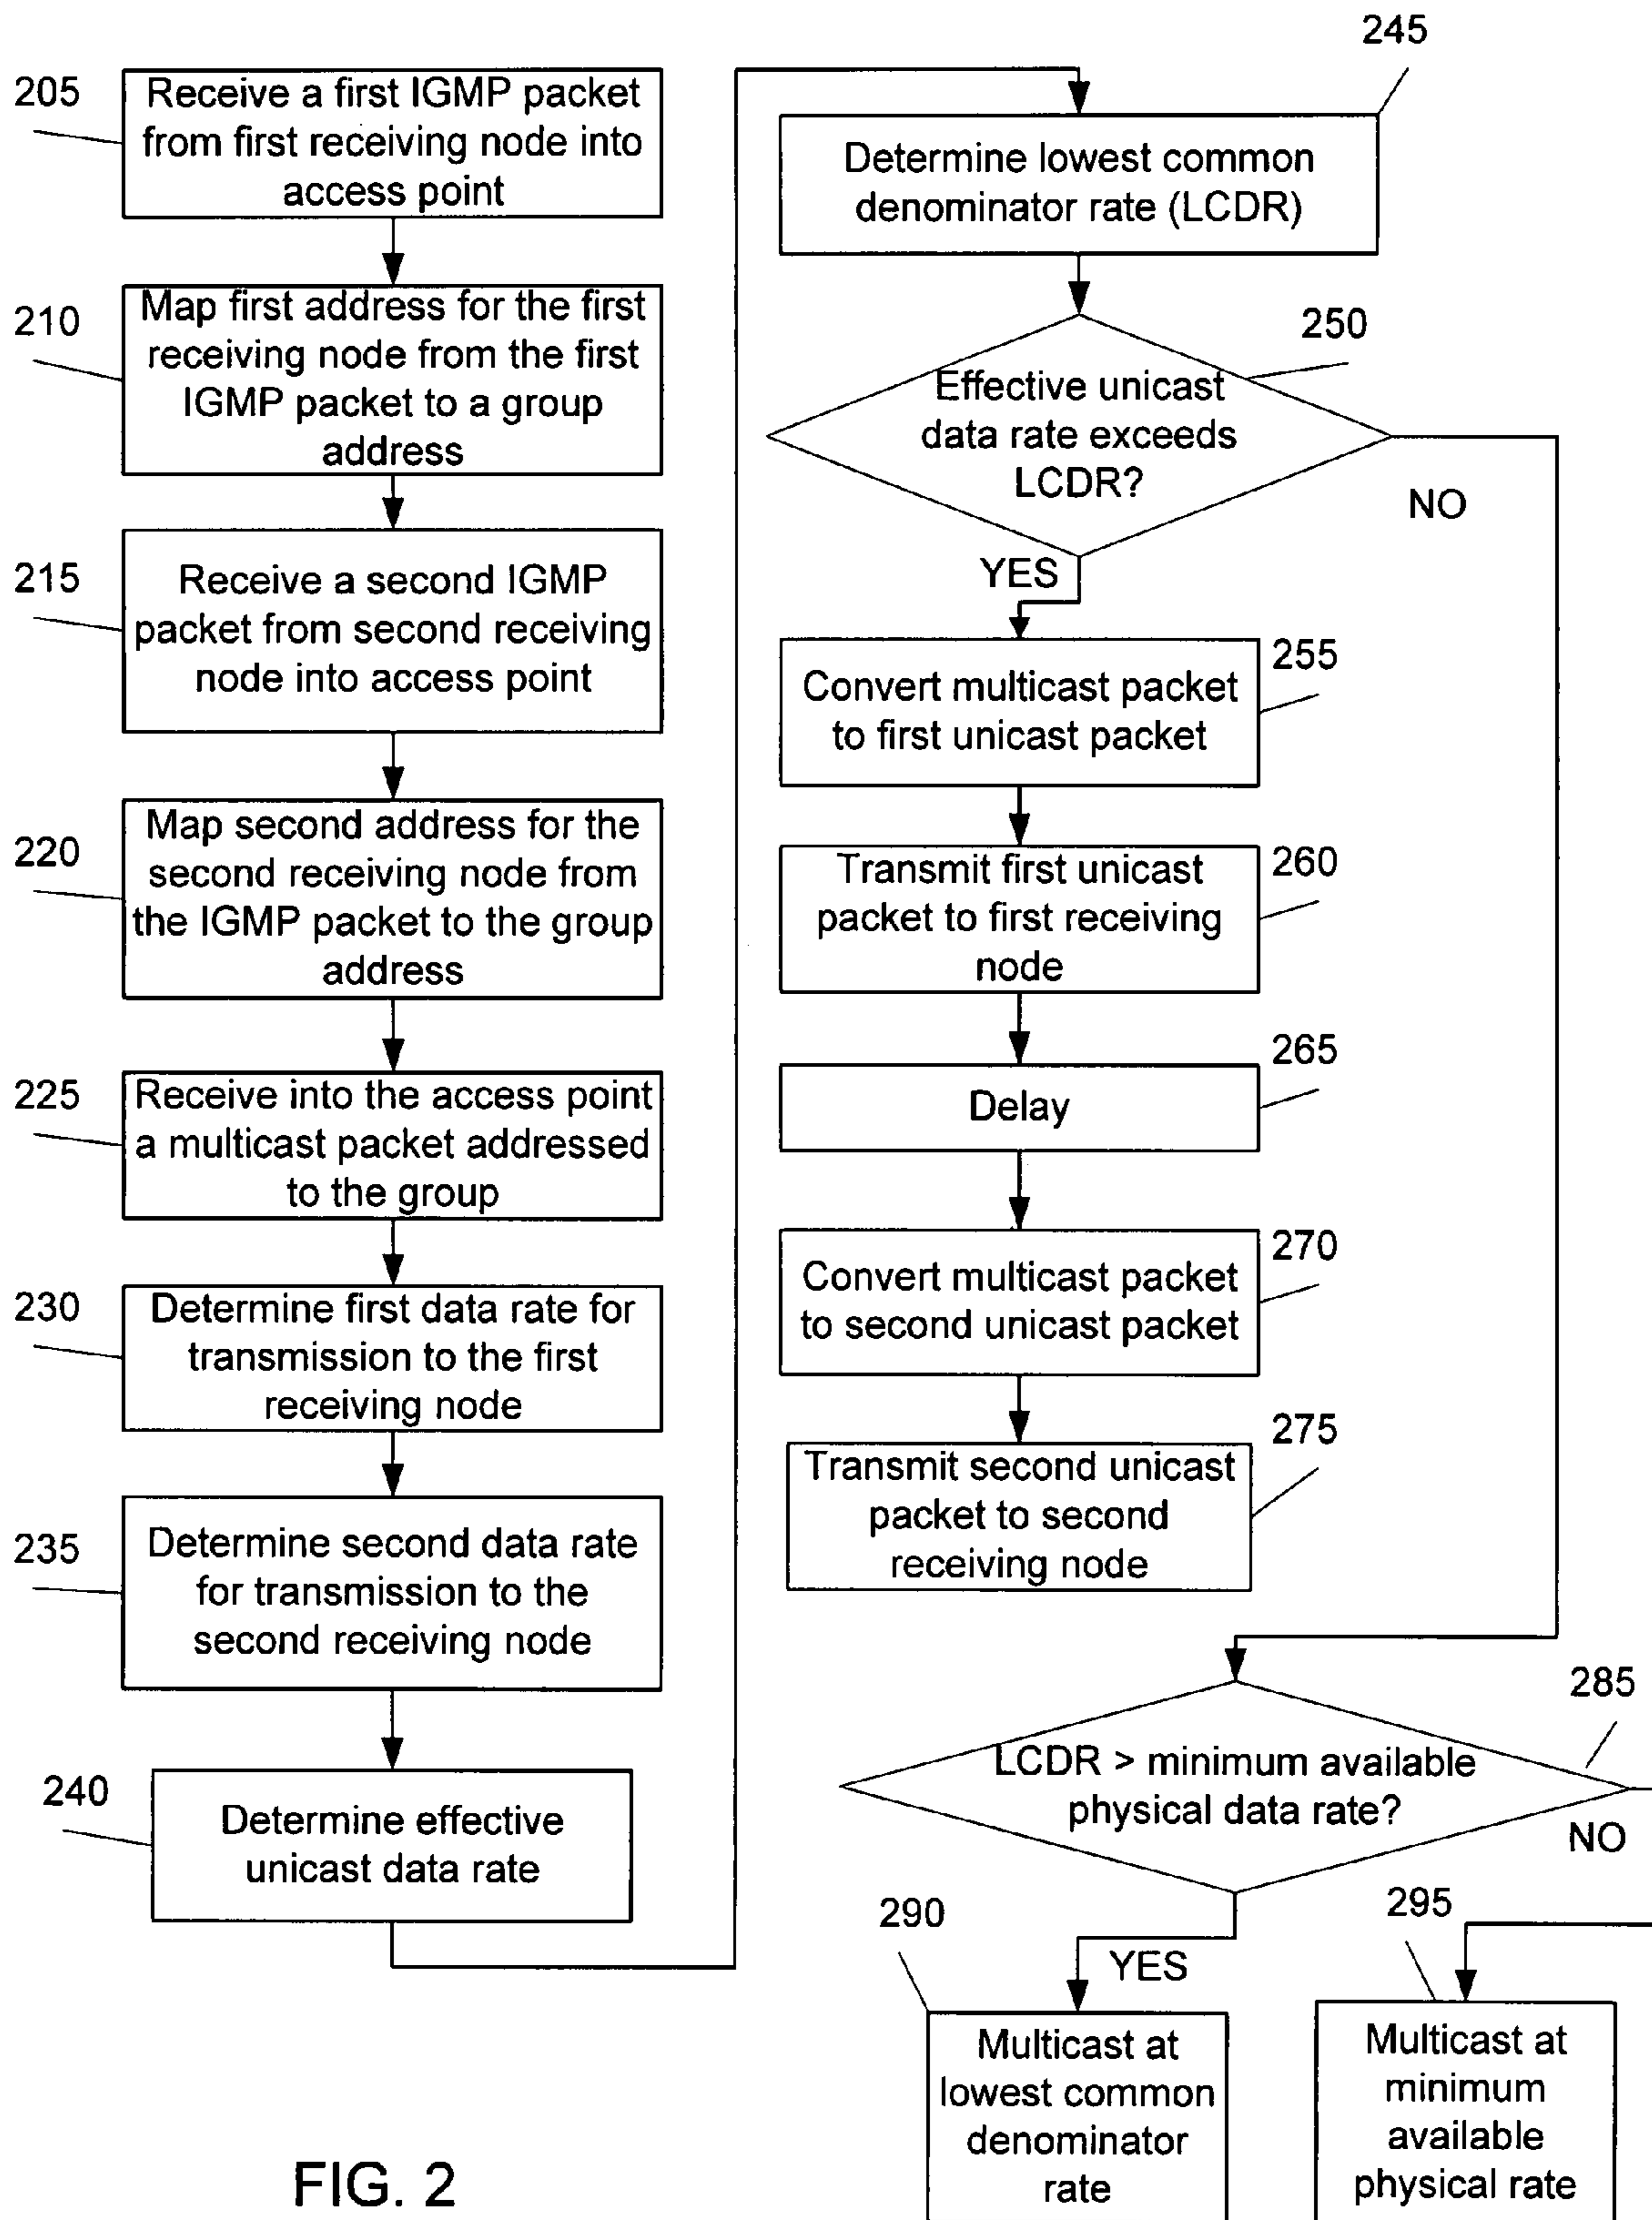 205
Receive a first IGMP packet
from first receiving node into
access point
210
Map first address for the first
receiving node from the first
IGMP packet to a group
address
215
Receive a second IGMP
packet from second receiving
node into access point
220
Map second address for the
second receiving node from
the IGMP packet to the group
address
225
Receive into the access point
a multicast packet addressed
to the group
230
Determine first data rate for
transmission to the first
receiving node
235
Determine second data rate
for transmission to the
second receiving node
240
Determine effective
unicast data rate
245
Determine lowest common
denominator rate (LCDR)
250
Effective unicast
data rate exceeds
LCDR?
NO
YES
255
Convert multicast packet
to first unicast packet
260
Transmit first unicast
packet to first receiving
node
265
Delay
270
Convert multicast packet
to second unicast packet
275
Transmit second unicast
packet to second
receiving node
285
LCDR > minimum available
physical data rate?
NO
YES
290
Multicast at
lowest common
denominator
rate
295
Multicast at
minimum
available
physical rate
FIG. 2